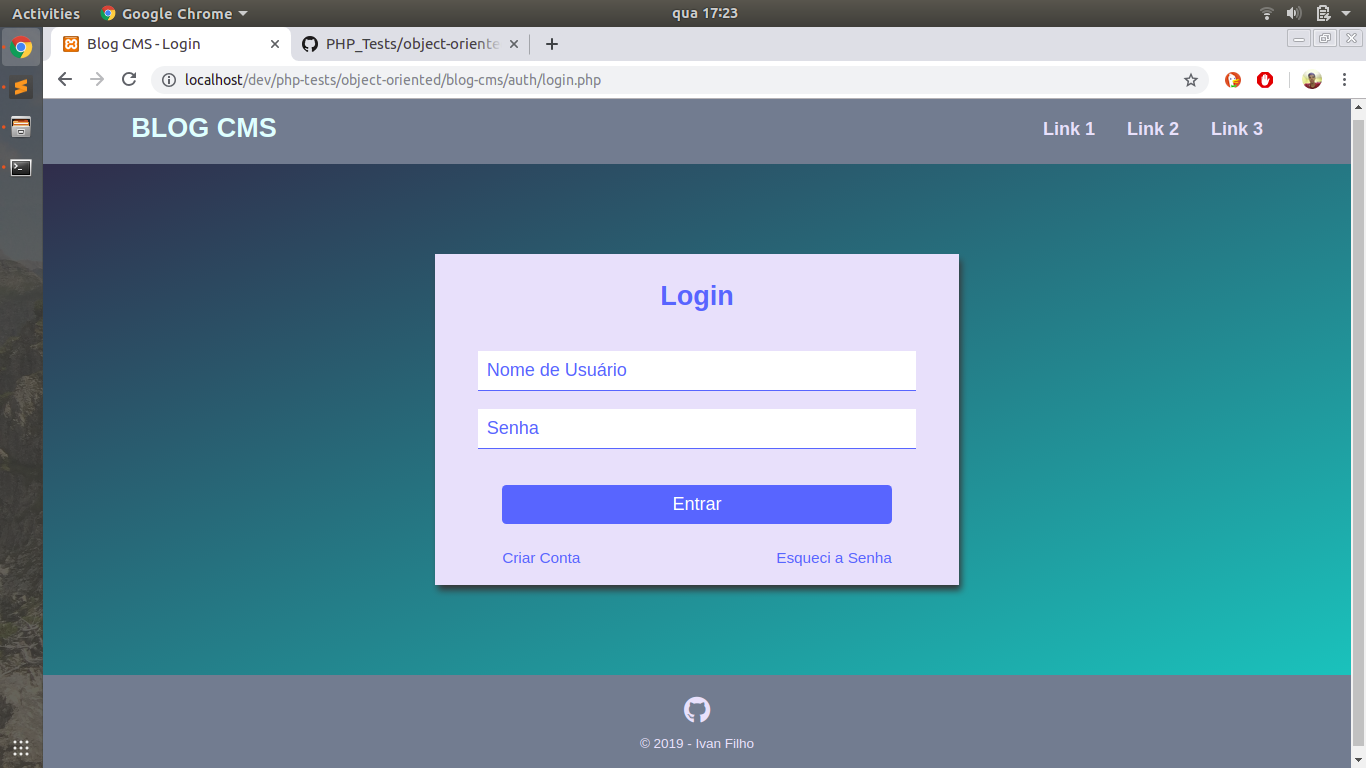 Activities Google Chrome qua 17:23
Blog CMS - Login PHP_Tests/object-oriente
localhost/dev/php-tests/object-oriented/blog-cms/auth/login.php
BLOG CMS Link 1 Link 2 Link 3
Login
Nome de Usuário
Senha
Entrar
Criar Conta Esqueci a Senha
© 2019 - Ivan Filho